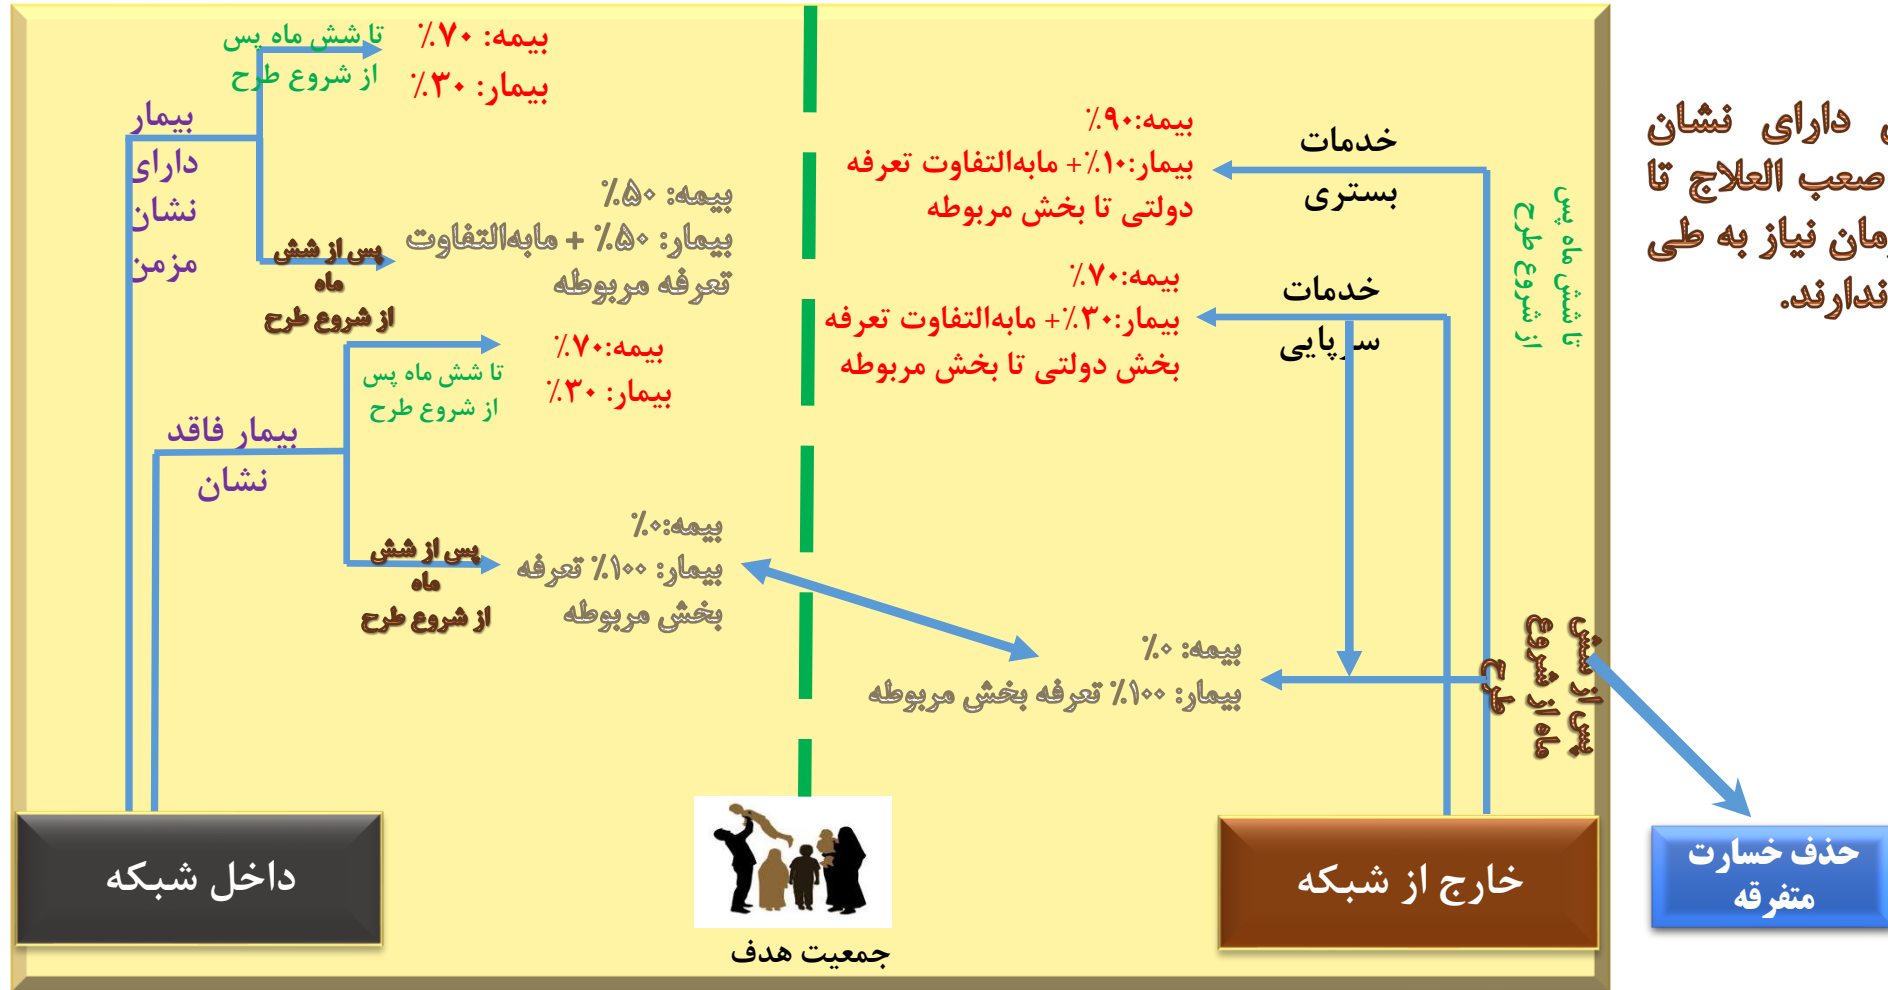 دارای نشان
صعب العلاج تا
نیاز به طی
ندارند.
تا شش ماه پس
از شروع طرح
خدمات
بستری
بیمه:۹۰٪
بیمار:۱۰٪+ مابه‌التفاوت تعرفه
دولتی تا بخش مربوطه
خدمات
سرپایی
بیمه:۷۰٪
بیمار:۳۰٪+ مابه‌التفاوت تعرفه
بخش دولتی تا بخش مربوطه
پس از شش
ماه از شروع
طرح
بیمه: ۰٪
بیمار: ۱۰۰٪ تعرفه بخش مربوطه
خارج از شبکه
حذف خسارت
متفرقه
بیمار
دارای
نشان
مزمن
تا شش ماه پس
از شروع طرح
بیمه: ۷۰٪
بیمار: ۳۰٪
پس از شش
ماه
از شروع طرح
بیمه: ۵۰٪
بیمار: ۵۰٪ + مابه‌التفاوت
تعرفه مربوطه
بیمار فاقد
نشان
تا شش ماه پس
از شروع طرح
بیمه:۷۰٪
بیمار: ۳۰٪
پس از شش
ماه
از شروع طرح
بیمه:۰٪
بیمار: ۱۰۰٪ تعرفه
بخش مربوطه
داخل شبکه
جمعیت هدف